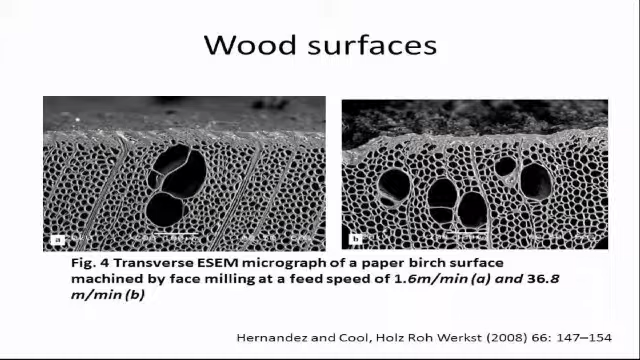 Wood surfaces
a
b
Fig. 4 Transverse ESEM micrograph of a paper birch surface
machined by face milling at a feed speed of 1.6m/min (a) and 36.8
m/min (b)
Hernandez and Cool, Holz Roh Werkst (2008) 66: 147–154